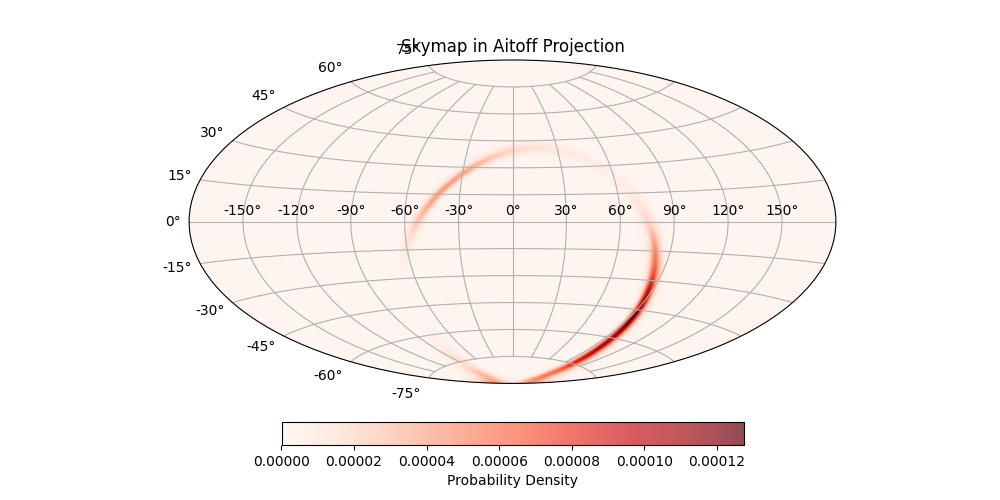 75°
Skymap in Aitoff Projection
60°
45°
30°
15°
-150° -120° -90° -60° -30° 0° 30° 60° 90° 120° 150°
0°
-15°
-30°
-45°
-60°
-75°
0.00000 0.00002 0.00004 0.00006 0.00008 0.00010 0.00012
Probability Density